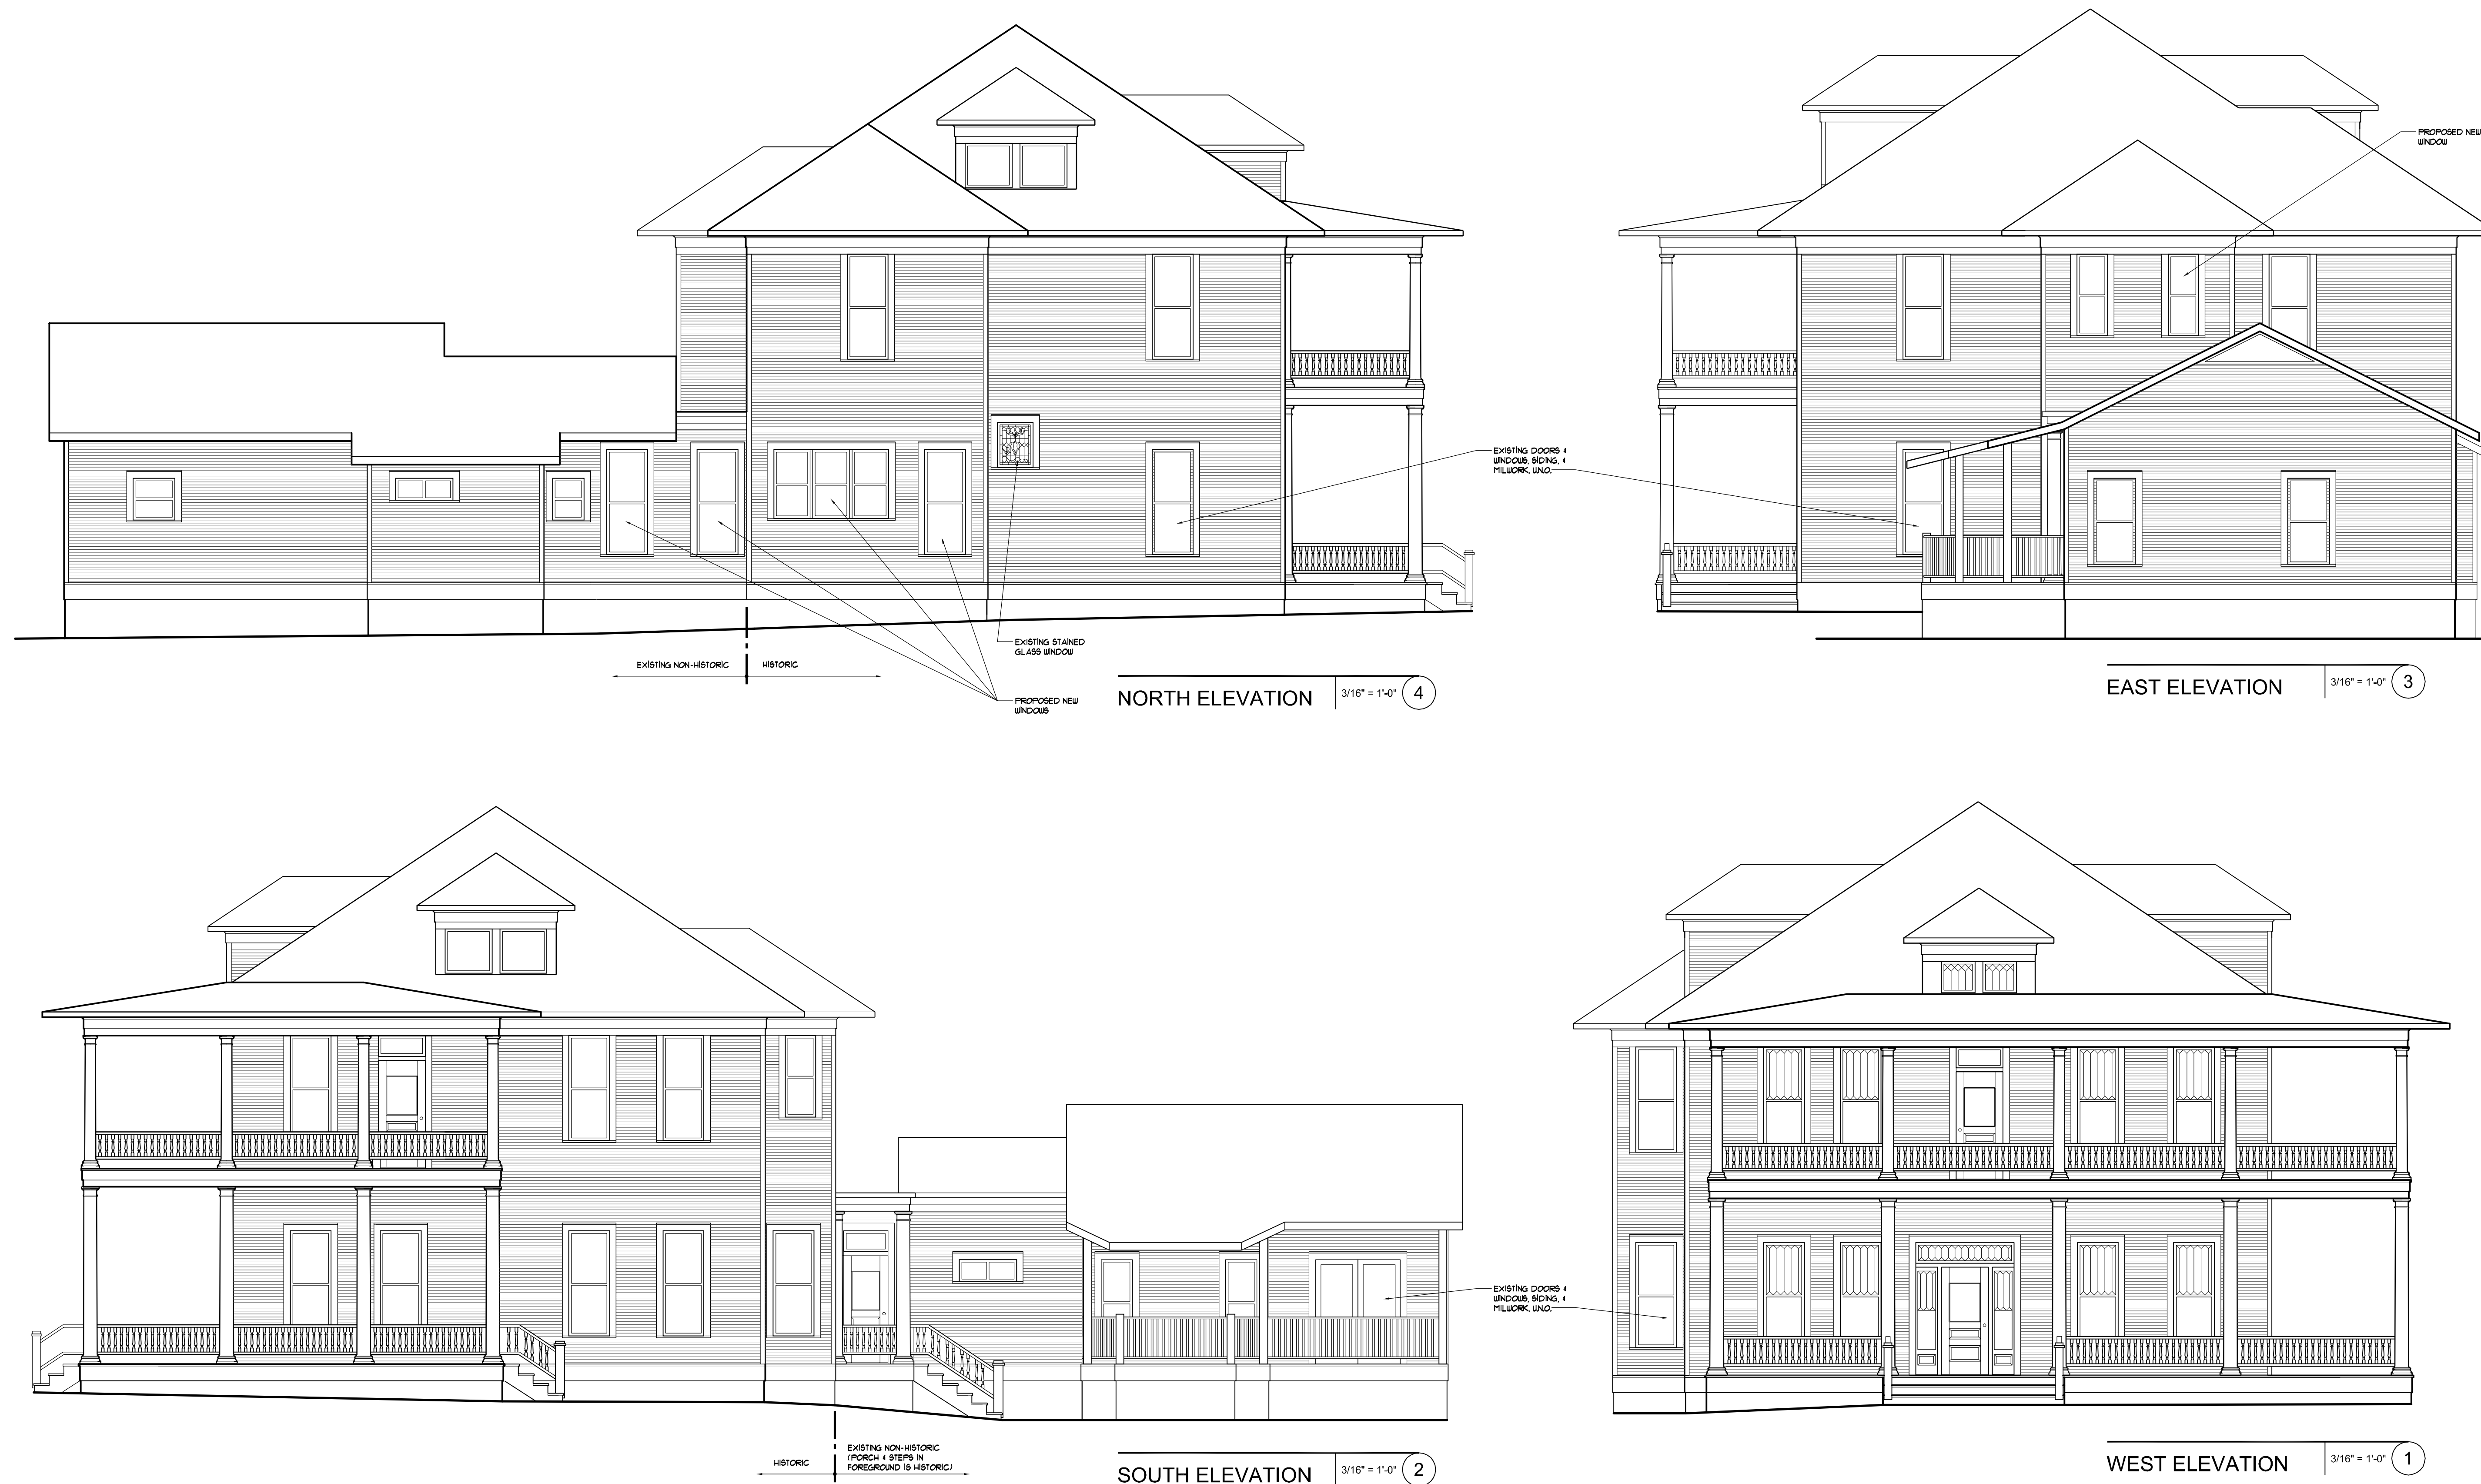 PROPOSED NEW
WINDOW
EXISTING DOORS &
WINDOWS, SIDING, &
MILWORK, U.N.O.
EXISTING STAINED
GLASS WINDOW
EXISTING NON-HISTORIC
HISTORIC
PROPOSED NEW
WINDOWS
NORTH ELEVATION
3/16" = 1'-0"
4
EAST ELEVATION
3/16" = 1'-0"
3
EXISTING DOORS &
WINDOWS, SIDING, &
MILWORK, U.N.O.
HISTORIC
EXISTING NON-HISTORIC
(PORCH & STEPS IN
FOREGROUND IS HISTORIC)
SOUTH ELEVATION
3/16" = 1'-0"
2
WEST ELEVATION
3/16" = 1'-0"
1